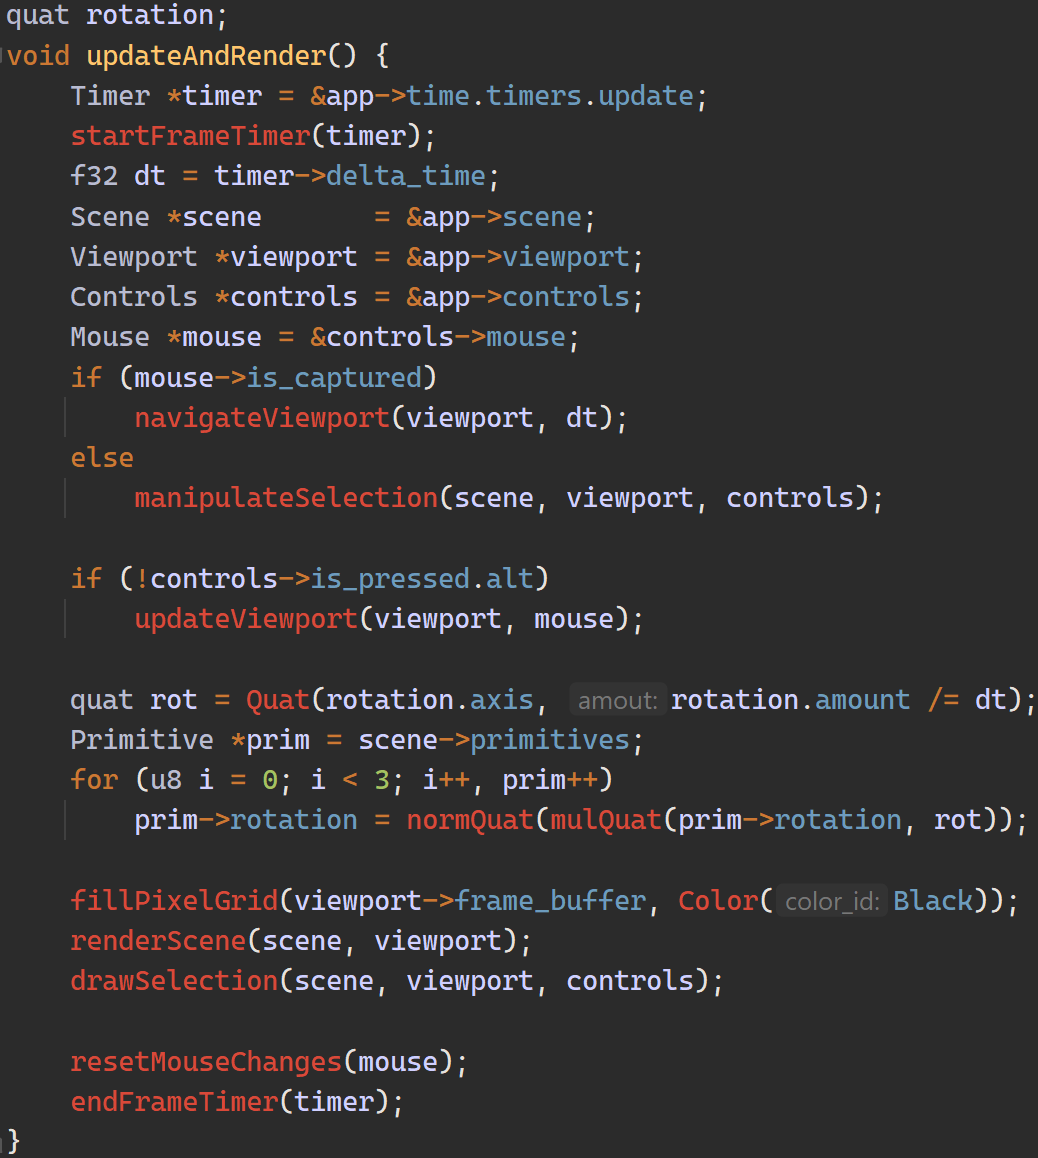 quat rotation;
void updateAndRender() {
    Timer *timer = &app->time.timers.update;
    startFrameTimer(timer);
    f32 dt = timer->delta_time;
    Scene *scene       = &app->scene;
    Viewport *viewport = &app->viewport;
    Controls *controls = &app->controls;
    Mouse *mouse = &controls->mouse;
    if (mouse->is_captured)
        navigateViewport(viewport, dt);
    else
        manipulateSelection(scene, viewport, controls);

    if (!controls->is_pressed.alt)
        updateViewport(viewport, mouse);

    quat rot = Quat(rotation.axis, amout: rotation.amount /= dt);
    Primitive *prim = scene->primitives;
    for (u8 i = 0; i < 3; i++, prim++)
        prim->rotation = normQuat(mulQuat(prim->rotation, rot));

    fillPixelGrid(viewport->frame_buffer, Color( color_id: Black));
    renderScene(scene, viewport);
    drawSelection(scene, viewport, controls);

    resetMouseChanges(mouse);
    endFrameTimer(timer);
}